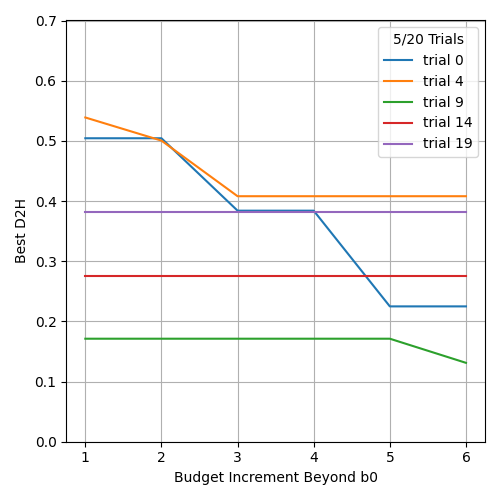 5/20 Trials
trial 0
trial 4
trial 9
trial 14
trial 19
Best D2H
0.7
0.6
0.5
0.4
0.3
0.2
0.1
0.0
1 2 3 4 5 6
Budget Increment Beyond b0